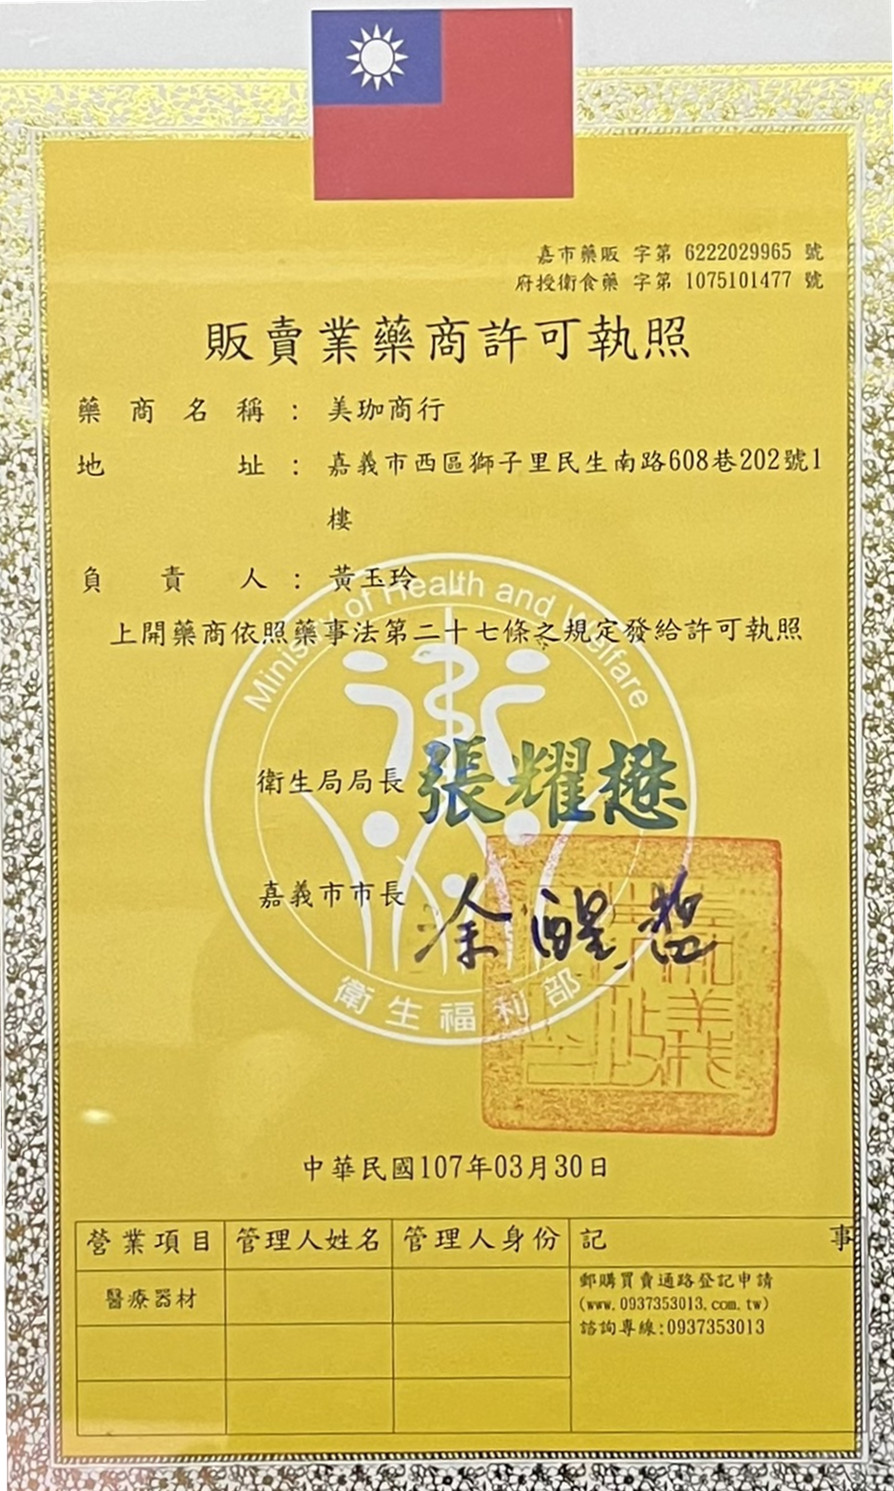 嘉市藥販 字第 6222029965 號
府授衛食藥 字第 1075101477 號
販賣業藥商許可執照
藥商名稱：美珈商行
地址：嘉義市西區獅子里民生南路608巷202號1
樓
負責人：黃玉玲
上開藥商依照藥事法第二十七條之規定發給許可執照
Ministry of Health and Welfare
衛生局局長 張耀懋
嘉義市市長 余醒哲
衛生福利部
中華民國107年03月30日
營業項目 管理人姓名 管理人身份 記事
醫療器材
郵購買賣通路登記申請
(www.0937353013.com.tw)
諮詢專線:0937353013